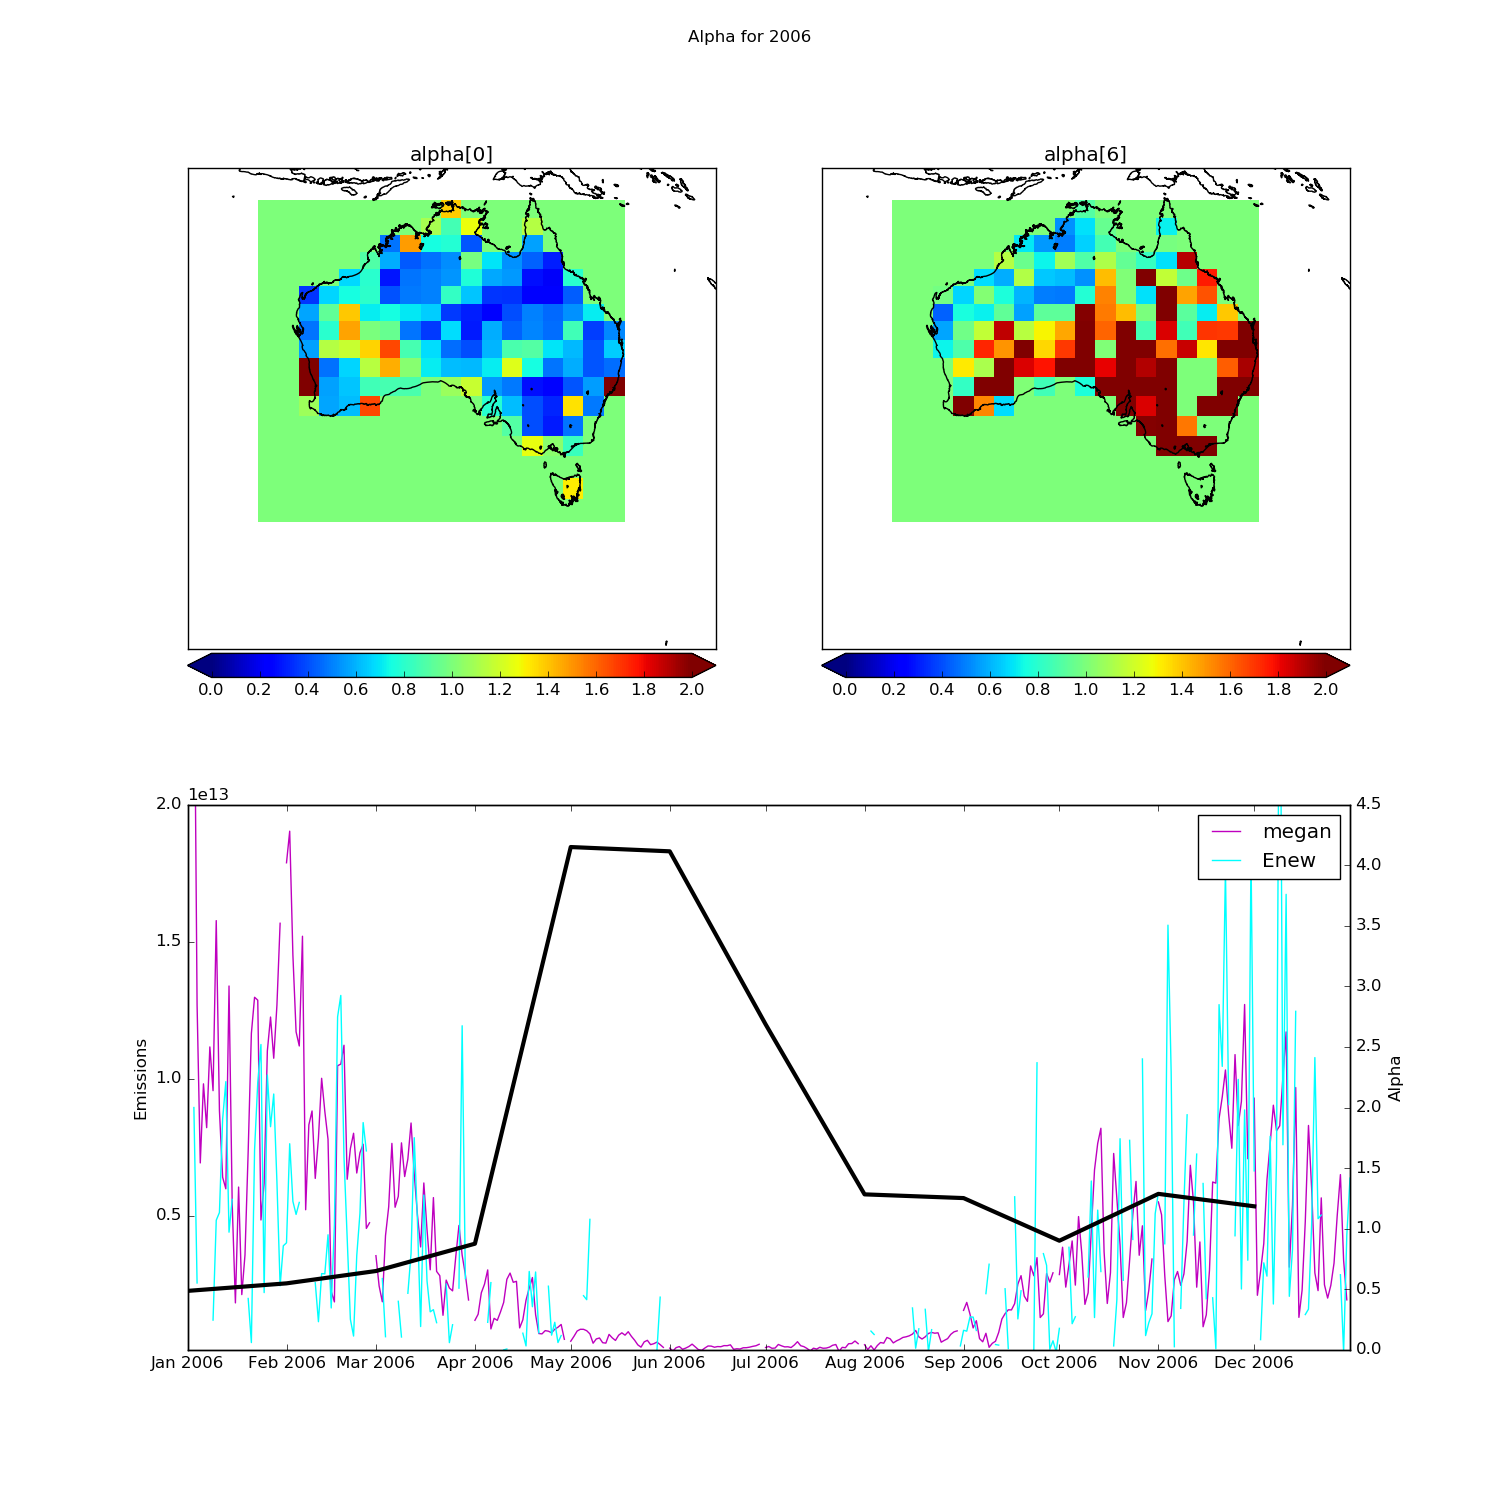 Alpha for 2006
alpha[0]
alpha[6]
0.0 0.2 0.4 0.6 0.8 1.0 1.2 1.4 1.6 1.8 2.0
0.0 0.2 0.4 0.6 0.8 1.0 1.2 1.4 1.6 1.8 2.0
1e13
2.0
1.5
1.0
0.5
Emissions
megan
Enew
4.5
4.0
3.5
3.0
2.5
2.0
1.5
1.0
0.5
0.0
Alpha
Jan 2006 Feb 2006 Mar 2006 Apr 2006 May 2006 Jun 2006 Jul 2006 Aug 2006 Sep 2006 Oct 2006 Nov 2006 Dec 2006